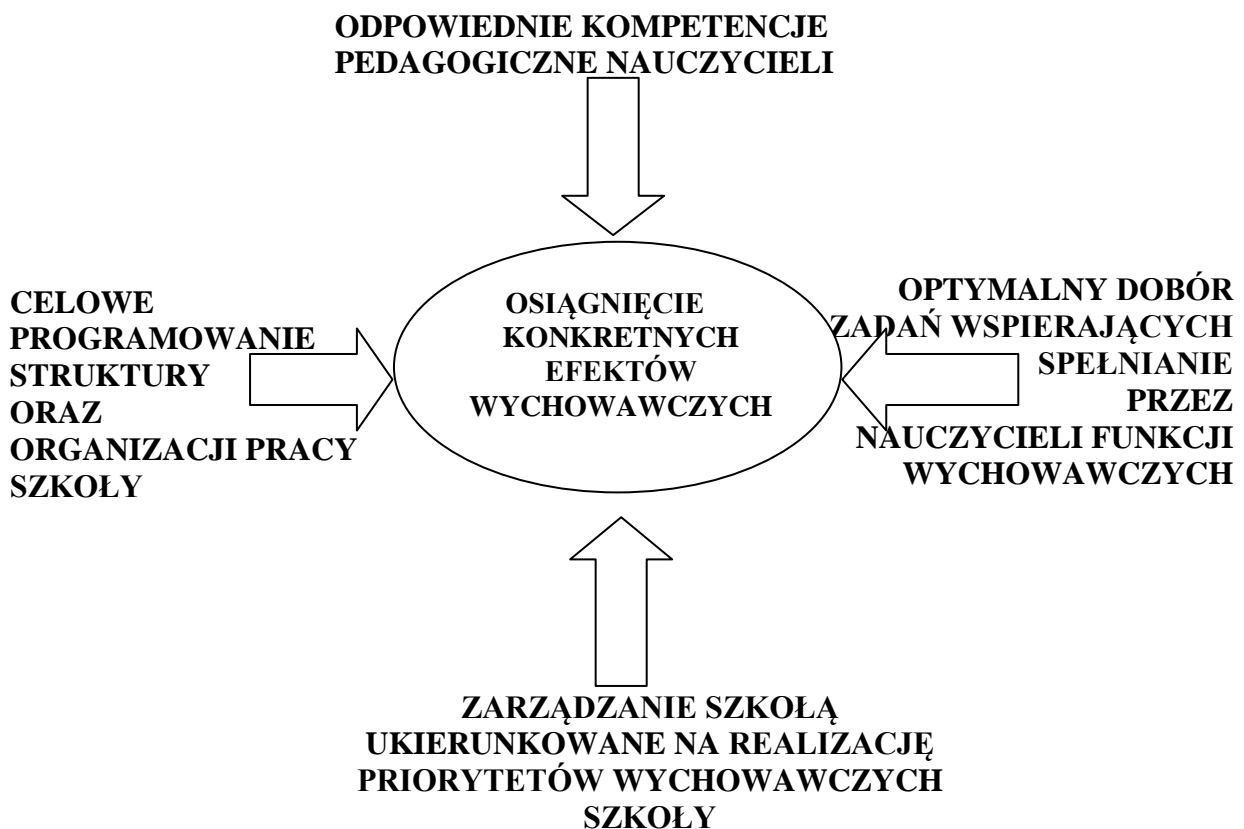 ODPOWIEDNIE KOMPETENCJE
PEDAGOGICZNE NAUCZYCIELI
CELOWE
PROGRAMOWANIE
STRUKTURY
ORAZ
ORGANIZACJI PRACY
SZKOŁY
OSIĄGNIĘCIE
KONKRETNYCH
EFEKTÓW
WYCHOWAWCZYCH
OPTYMALNY DOBÓR
ZADAŃ WSPIERAJĄCYCH
SPEŁNIANIE
PRZEZ
NAUCZYCIELI FUNKCJI
WYCHOWAWCZYCH
ZARZĄDZANIE SZKOŁĄ
UKIERUNKOWANE NA REALIZACJĘ
PRIORYTETÓW WYCHOWAWCZYCH
SZKOŁY